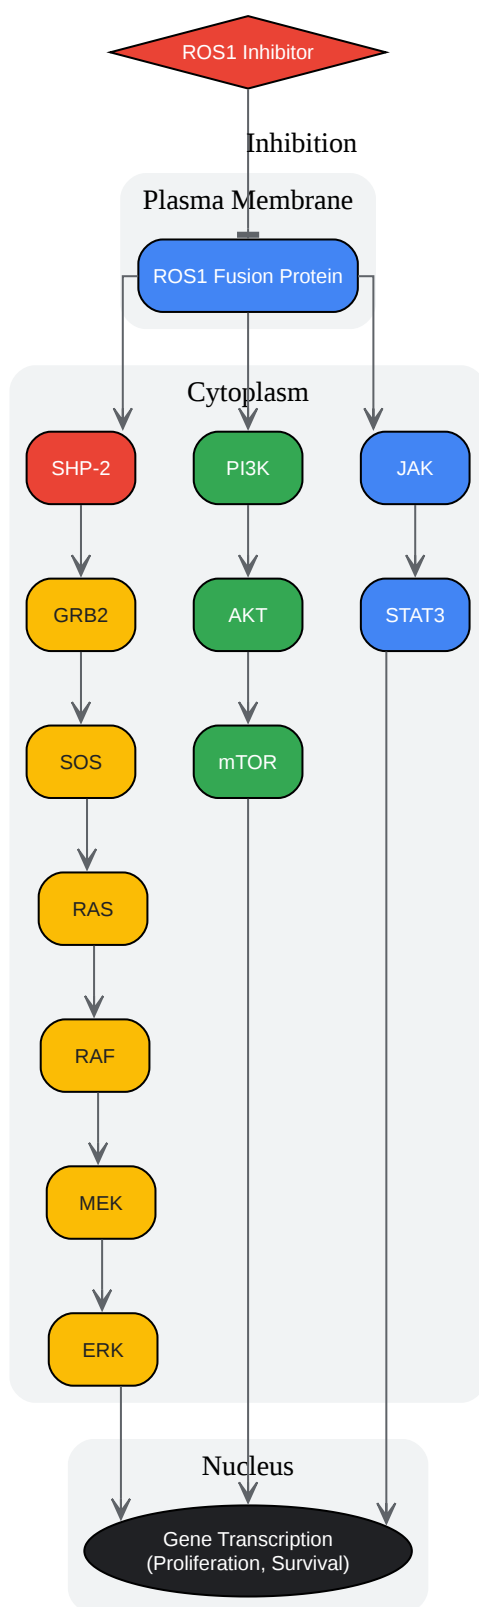 ROS1 Inhibitor
Inhibition
Plasma Membrane
ROS1 Fusion Protein
Cytoplasm
SHP-2
PI3K
JAK
GRB2
AKT
STAT3
SOS
mTOR
RAS
RAF
MEK
ERK
Nucleus
Gene Transcription
(Proliferation, Survival)